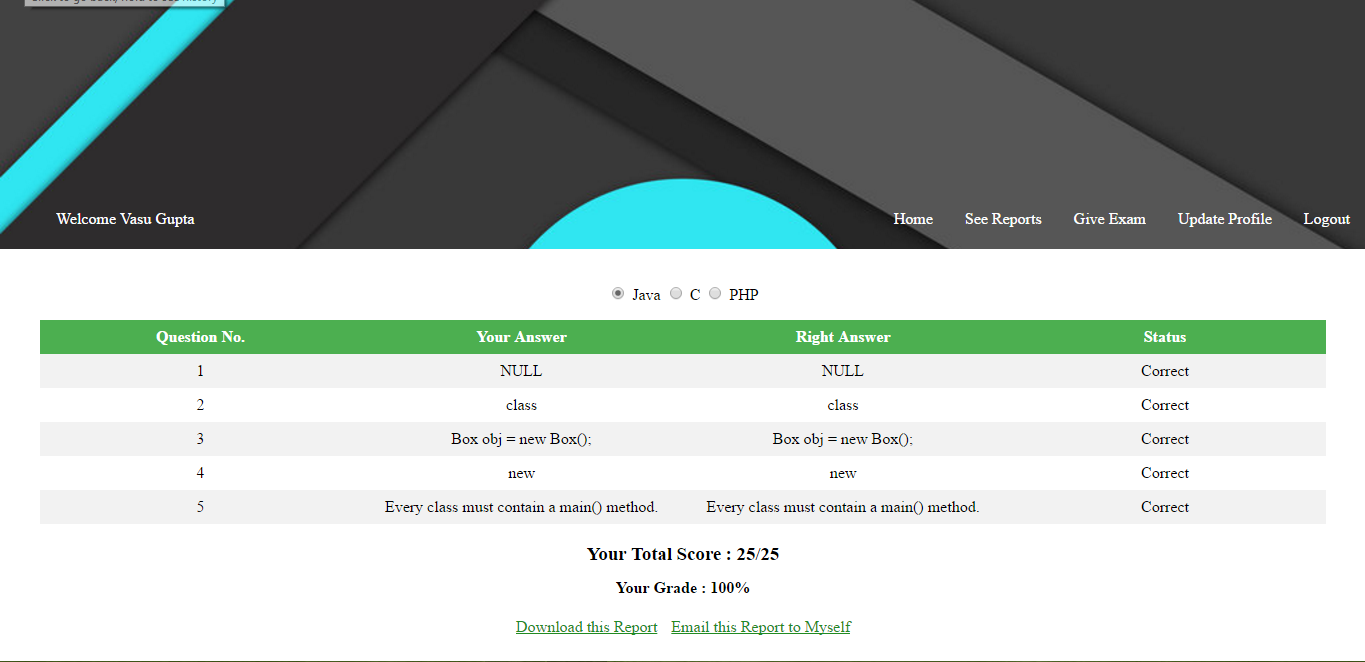 Welcome Vasu Gupta Home See Reports Give Exam Update Profile Logout
Java C PHP
Question No. Your Answer Right Answer Status
1 NULL NULL Correct
2 class class Correct
3 Box obj = new Box(); Box obj = new Box(); Correct
4 new new Correct
5 Every class must contain a main() method. Every class must contain a main() method. Correct
Your Total Score : 25/25
Your Grade : 100%
Download this Report Email this Report to Myself